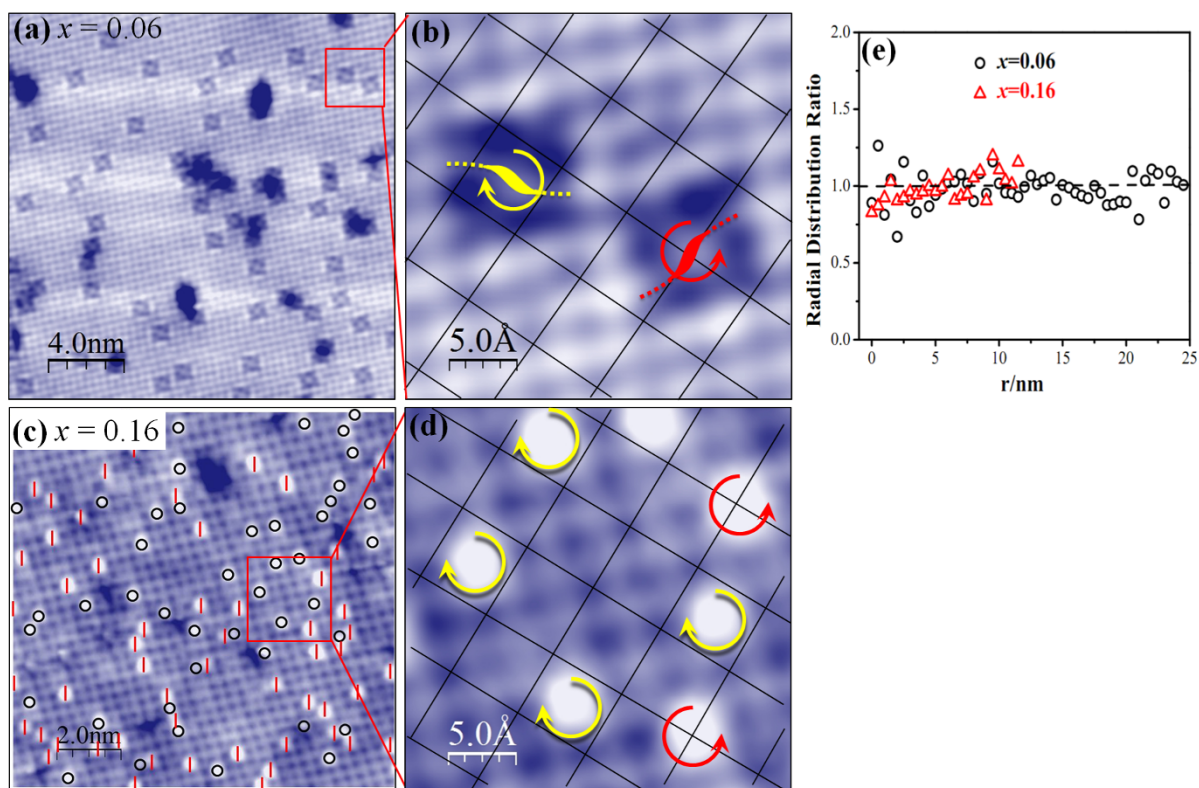 (a) x = 0.06
4.0nm
(b)
5.0Å
(e)
x=0.06
x=0.16
Radial Distribution Ratio
2.0
1.5
1.0
0.5
0.0
0 5 10 15 20 25
r/nm
(c) x = 0.16
2.0nm
(d)
5.0Å